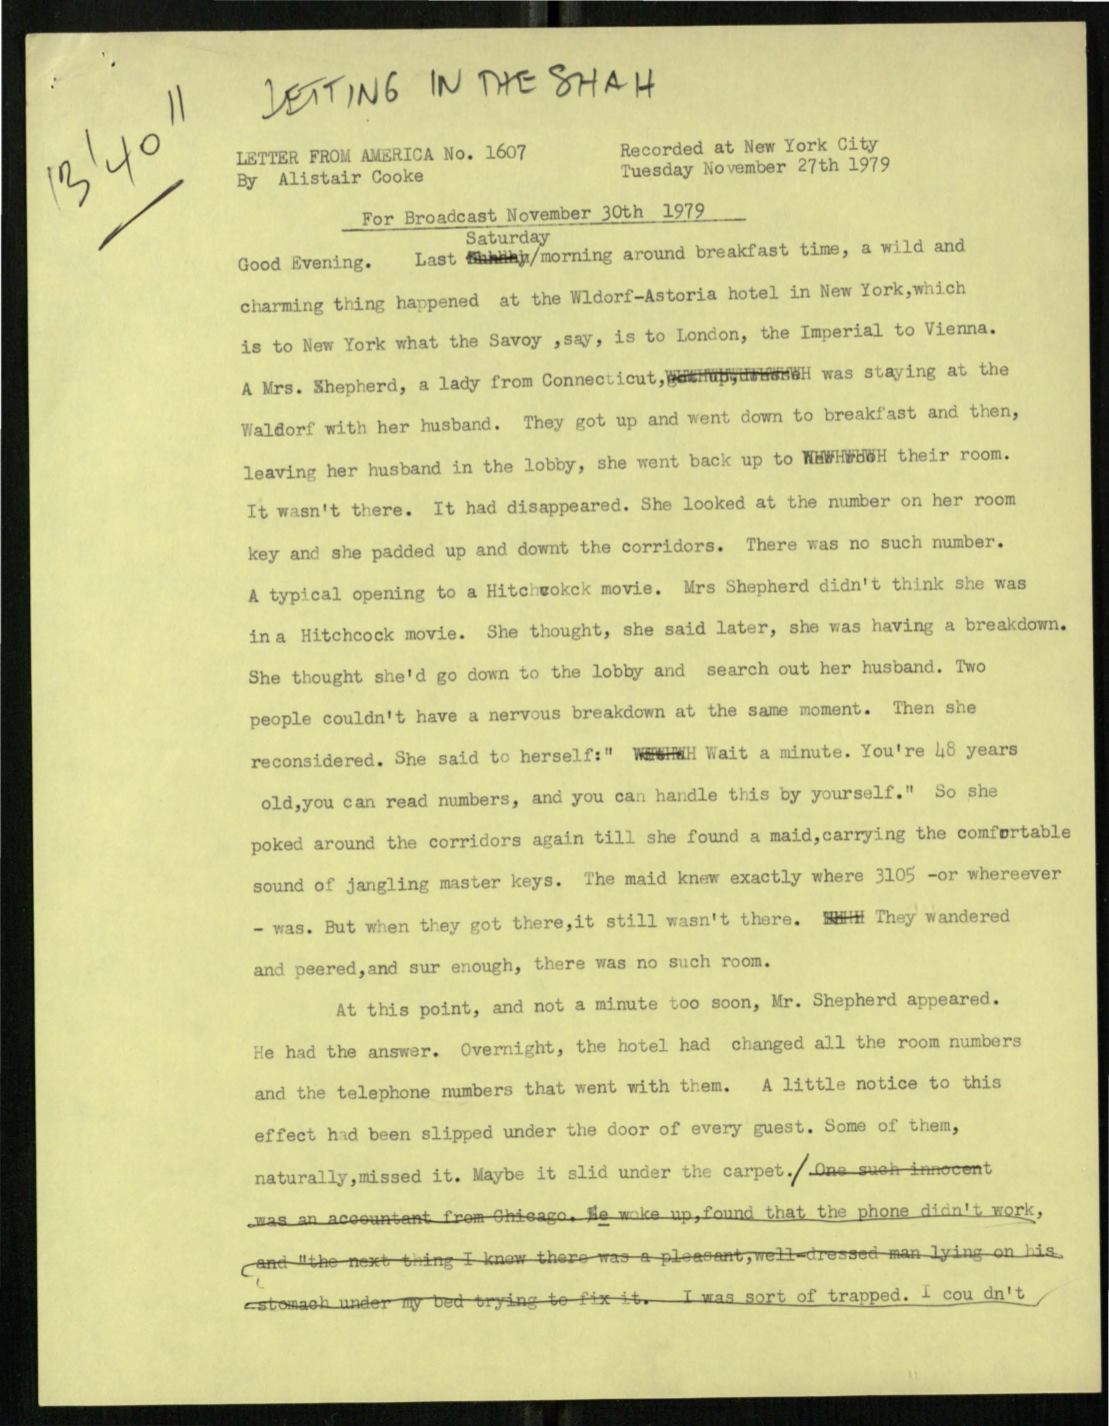 LETTING IN THE SHAH
13'40"
LETTER FROM AMERICA No. 1607
By Alistair Cooke
Recorded at New York City
Tuesday November 27th 1979
For Broadcast November 30th 1979
Saturday
Good Evening. Last /morning around breakfast time, a wild and
charming thing happened at the Wldorf-Astoria hotel in New York,which
is to New York what the Savoy ,say, is to London, the Imperial to Vienna.
A Mrs. Shepherd, a lady from Connecticut, was staying at the
Waldorf with her husband. They got up and went down to breakfast and then,
leaving her husband in the lobby, she went back up to their room.
It wasn't there. It had disappeared. She looked at the number on her room
key and she padded up and downt the corridors. There was no such number.
A typical opening to a Hitchcokck movie. Mrs Shepherd didn't think she was
in a Hitchcock movie. She thought, she said later, she was having a breakdown.
She thought she'd go down to the lobby and search out her husband. Two
people couldn't have a nervous breakdown at the same moment. Then she
reconsidered. She said to herself:" Wait a minute. You're 48 years
old,you can read numbers, and you can handle this by yourself." So she
poked around the corridors again till she found a maid,carrying the comfortable
sound of jangling master keys. The maid knew exactly where 3105 -or whereever
- was. But when they got there,it still wasn't there. They wandered
and peered,and sur enough, there was no such room.
At this point, and not a minute too soon, Mr. Shepherd appeared.
He had the answer. Overnight, the hotel had changed all the room numbers
and the telephone numbers that went with them. A little notice to this
effect had been slipped under the door of every guest. Some of them,
naturally,missed it. Maybe it slid under the carpet./ One such innocent
was an accountant from Chicago. He woke up,found that the phone didn't work,
and "the next thing I knew there was a pleasant,well-dressed man lying on his
stomach under my bed trying to fix it. I was sort of trapped. I cou dn't